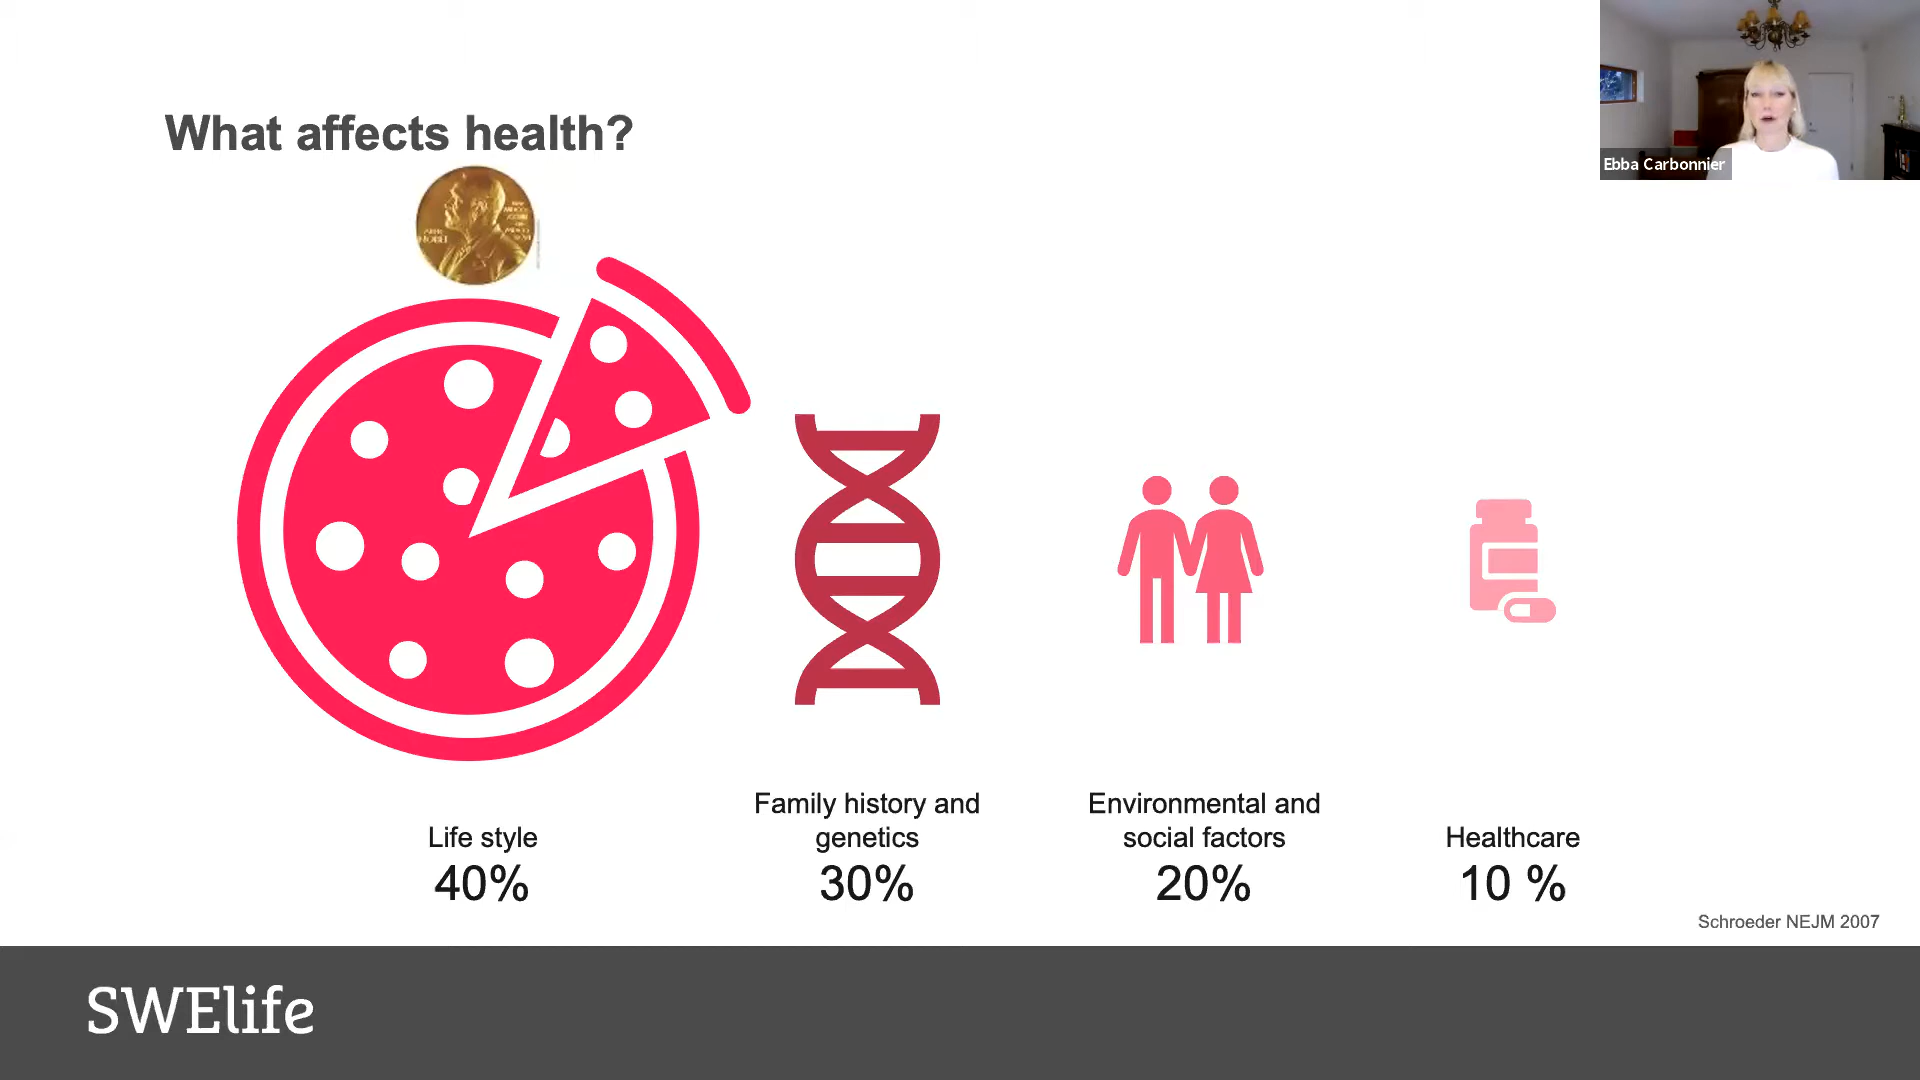 What affects health?
Ebba Carbonnier
Life style
40%
Family history and
genetics
30%
Environmental and
social factors
20%
Healthcare
10 %
Schroeder NEJM 2007
SWElife